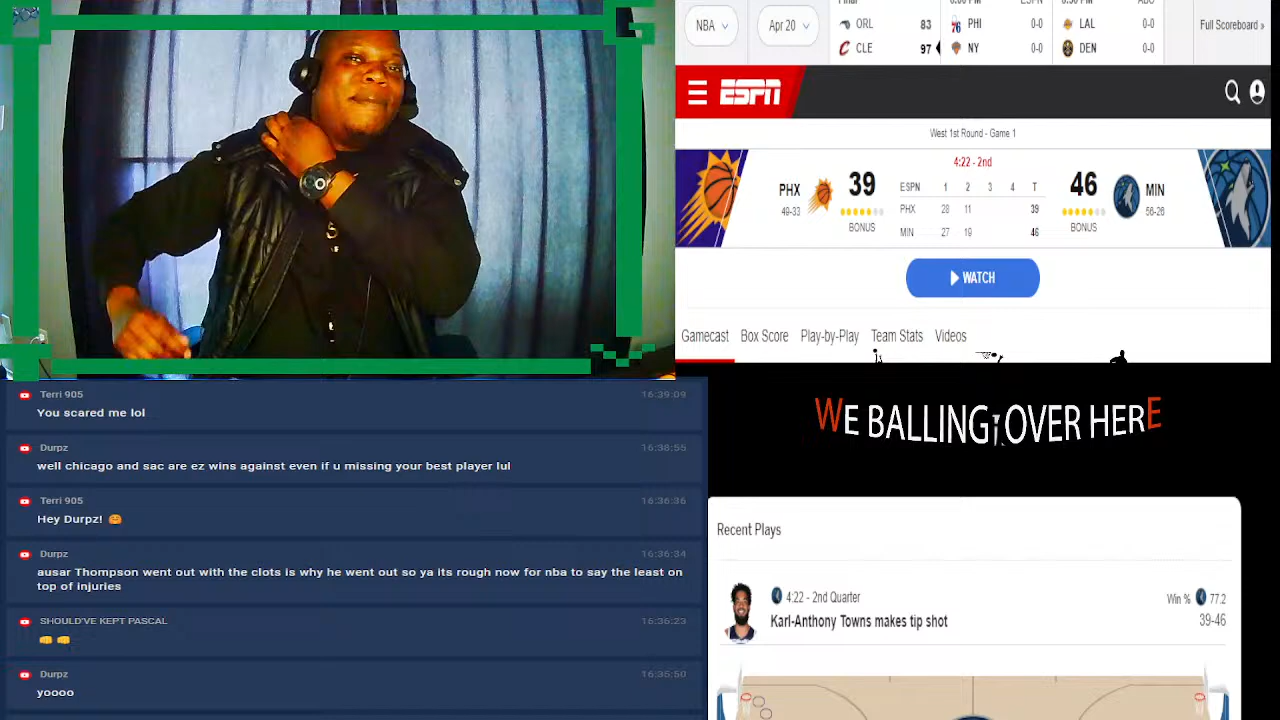 NBA
Apr 20
ORL 83
CLE 97
PHI 0-0
NY 0-0
LAL 0-0
DEN 0-0
Full Scoreboard »
ESPN
West 1st Round - Game 1
4:22 - 2nd
PHX
49-33
39
BONUS
ESPN 1 2 3 4 T
PHX 28 11 39
MIN 27 19 46
46
BONUS
MIN
56-26
WATCH
Gamecast Box Score Play-by-Play Team Stats Videos
WE BALLING OVER HERE
Recent Plays
4:22 - 2nd Quarter
Karl-Anthony Towns makes tip shot
Win % 77.2
39-46
Terri 905 16:39:09
You scared me lol
Durpz 16:38:55
well chicago and sac are ez wins against even if u missing your best player lul
Terri 905 16:36:36
Hey Durpz!
Durpz 16:36:34
ausar Thompson went out with the clots is why he went out so ya its rough now for nba to say the least on
top of injuries
SHOULD'VE KEPT PASCAL 16:36:23
Durpz 16:35:50
yoooo